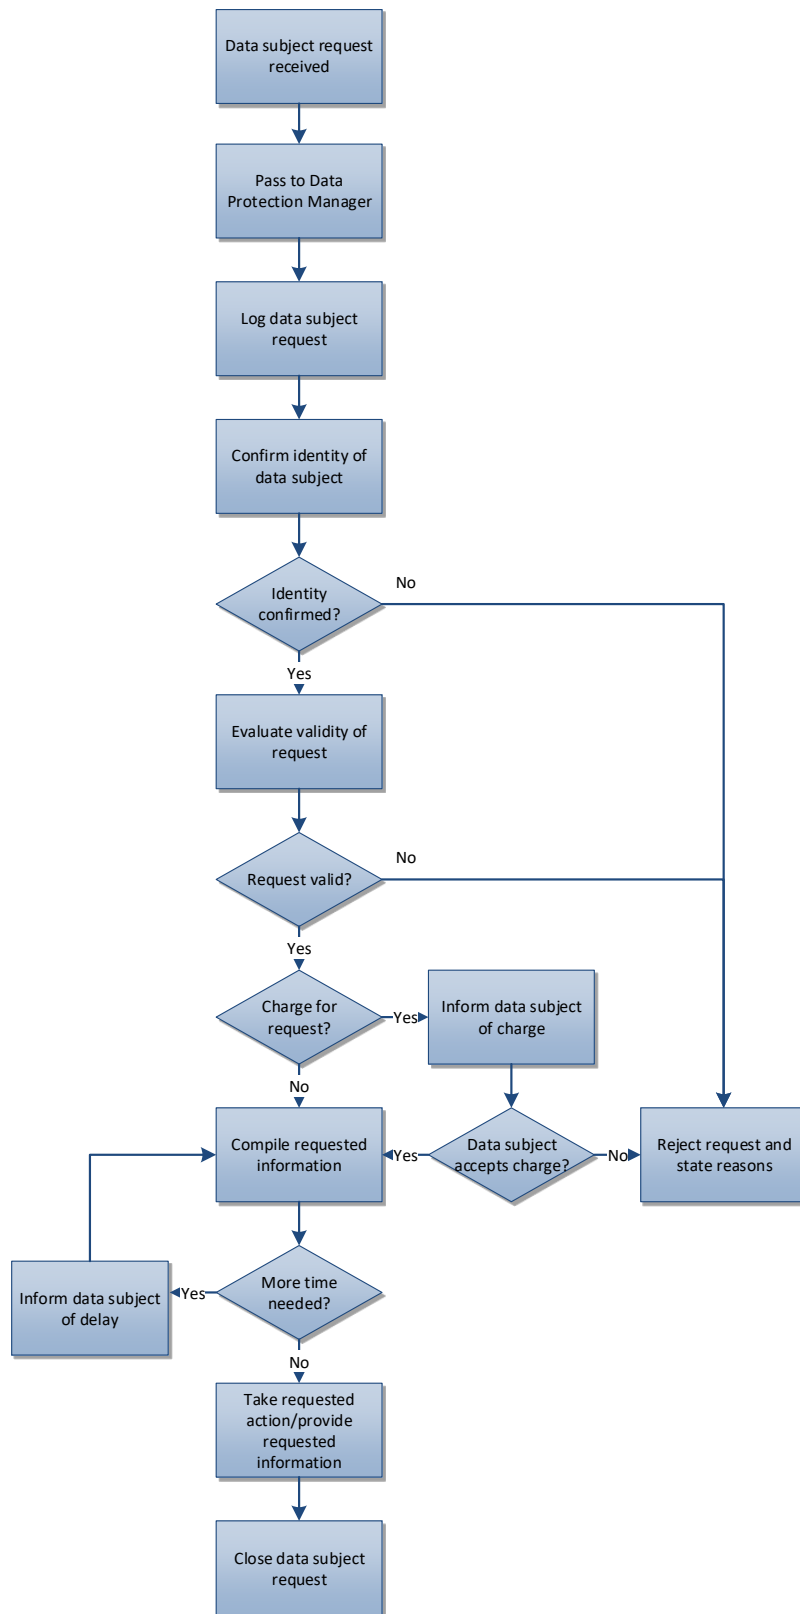 Data subject request
received
Pass to Data
Protection Manager
Log data subject
request
Confirm identity of
data subject
Identity
confirmed?
No
Yes
Evaluate validity of
request
Request valid?
No
Yes
Charge for
request?
Yes
Inform data subject
of charge
No
Compile requested
information
Yes
Data subject
accepts charge?
No
Reject request and
state reasons
Inform data subject
of delay
Yes
More time
needed?
No
Take requested
action/provide
requested
information
Close data subject
request